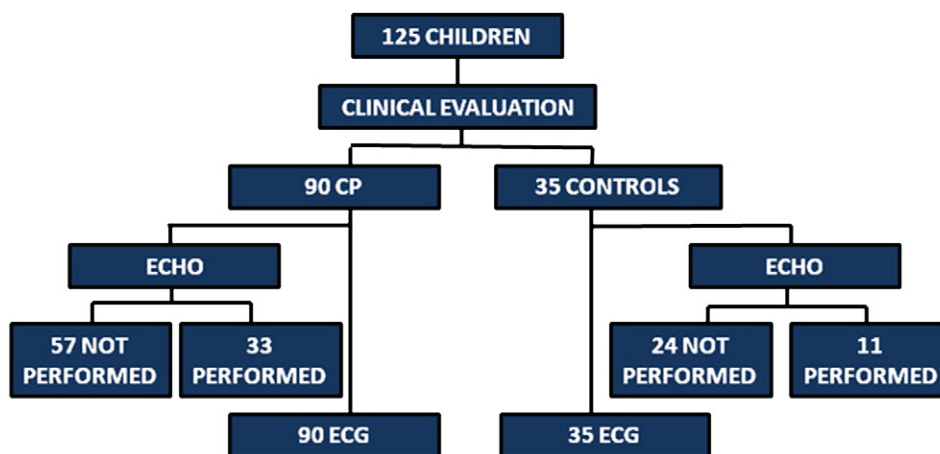 125 CHILDREN
CLINICAL EVALUATION
90 CP
35 CONTROLS
ECHO
ECHO
57 NOT
PERFORMED
33
PERFORMED
24 NOT
PERFORMED
11
PERFORMED
90 ECG
35 ECG